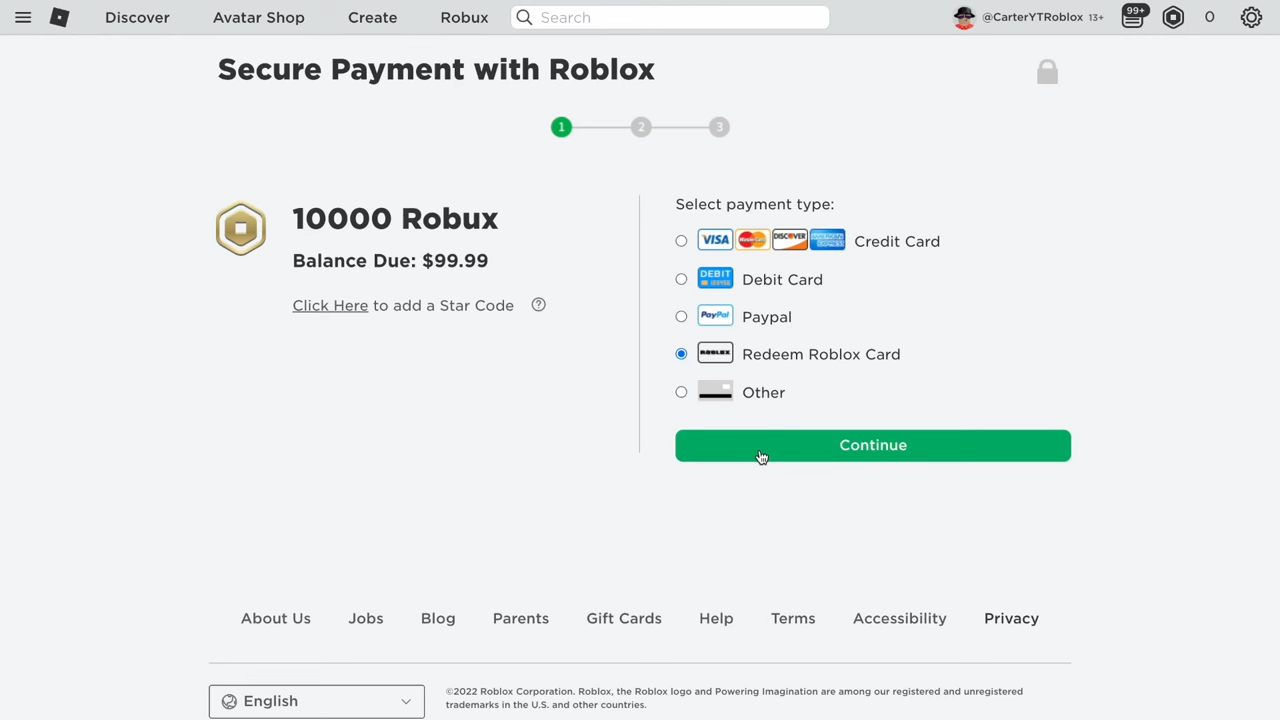 Discover Avatar Shop Create Robux Search @CarterYTRoblox 13+ 99+ 0
Secure Payment with Roblox
1 2 3
10000 Robux
Balance Due: $99.99
Click Here to add a Star Code ?
Select payment type:
VISA MasterCard DISCOVER AMERICAN EXPRESS Credit Card
DEBIT Debit Card
PayPal Paypal
ROBLOX Redeem Roblox Card
Other
Continue
About Us Jobs Blog Parents Gift Cards Help Terms Accessibility Privacy
English
©2022 Roblox Corporation. Roblox, the Roblox logo and Powering Imagination are among our registered and unregistered
trademarks in the U.S. and other countries.